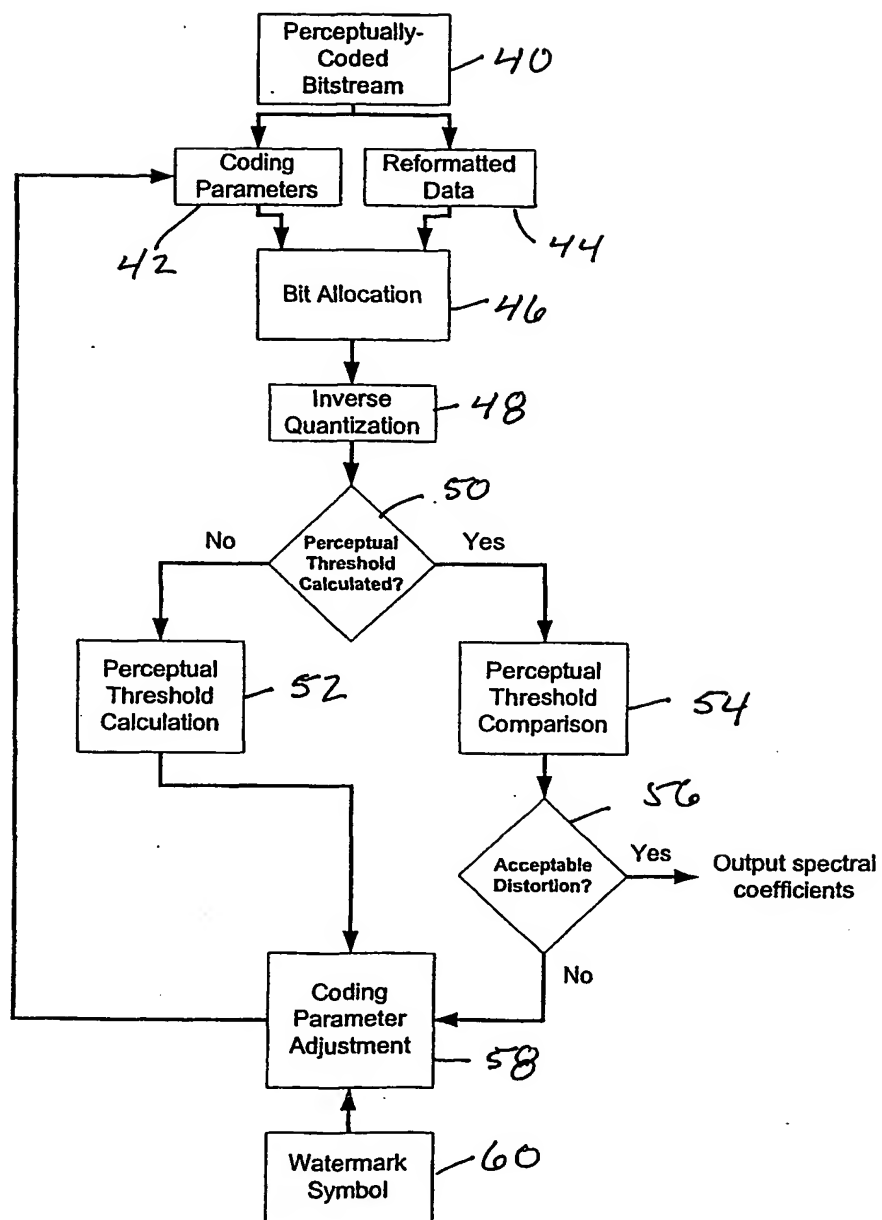 Perceptually-
Coded
Bitstream
40
Coding
Parameters
Reformatted
Data
42
44
Bit Allocation
46
Inverse
Quantization
48
50
No
Perceptual
Threshold
Calculated?
Yes
Perceptual
Threshold
Calculation
52
Perceptual
Threshold
Comparison
54
56
Acceptable
Distortion?
Yes
Output spectral
coefficients
No
Coding
Parameter
Adjustment
58
Watermark
Symbol
60